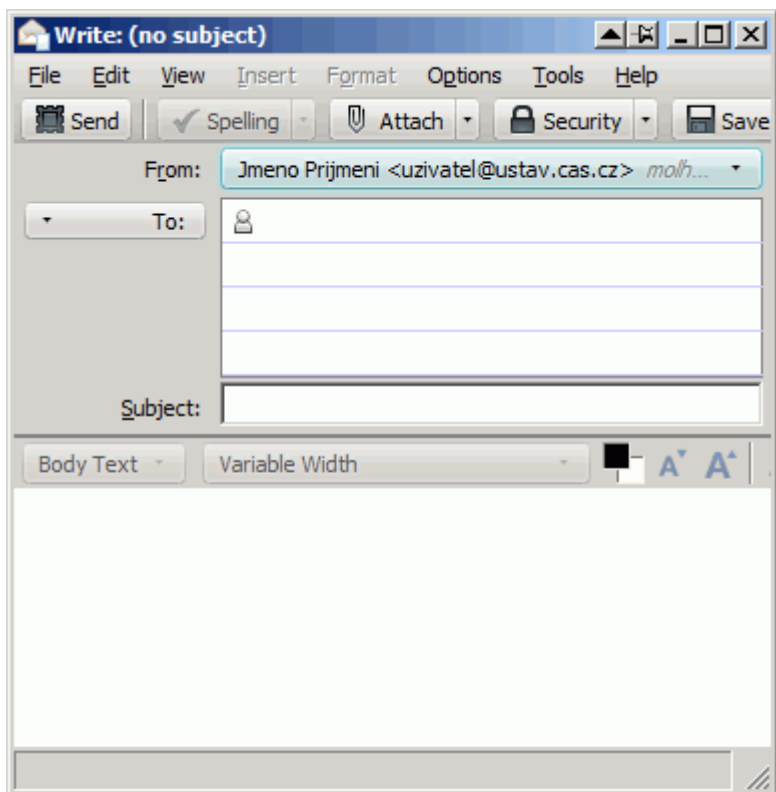 Write: (no subject)
File Edit View Insert Format Options Tools Help
Send Spelling Attach Security Save
From: Jmeno Prijmeni <uzivatel@ustav.cas.cz> molh...
To:
Subject:
Body Text Variable Width A A